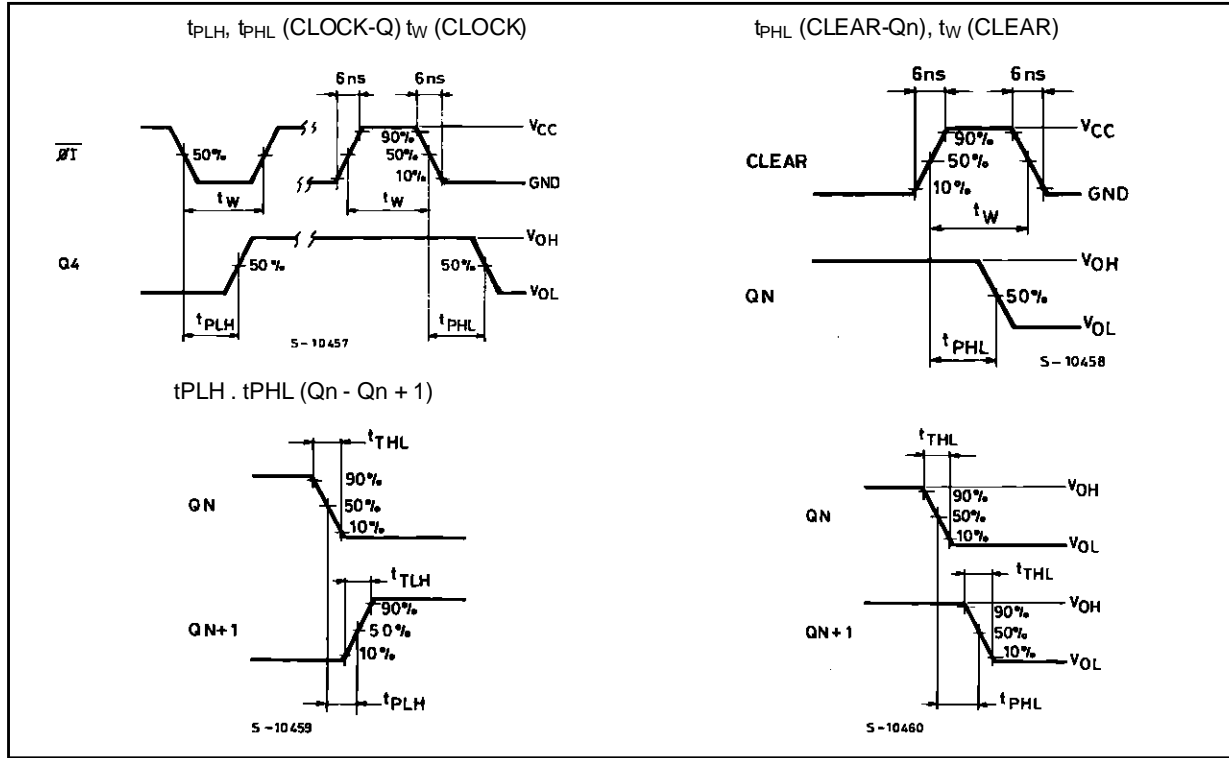 tPLH, tPHL (CLOCK-Q) tW (CLOCK)
6ns 6ns
VCC
90%
ØI 50% 50%
10%
GND
tW tW
VOH
Q4 50% 50%
VOL
tPLH tPHL
S-10457
tPHL (CLEAR-Qn), tW (CLEAR)
6ns 6ns
VCC
90%
CLEAR 50%
10%
GND
tW
VOH
QN 50%
VOL
tPHL
S-10458
tPLH . tPHL (Qn - Qn + 1)
tTHL
90%
QN 50%
10%
tTLH
90%
QN+1 50%
10%
tPLH
S-10459
tTHL
VOH
90%
QN 50%
10%
VOL
tTHL
VOH
90%
QN+1 50%
10%
VOL
tPHL
S-10460